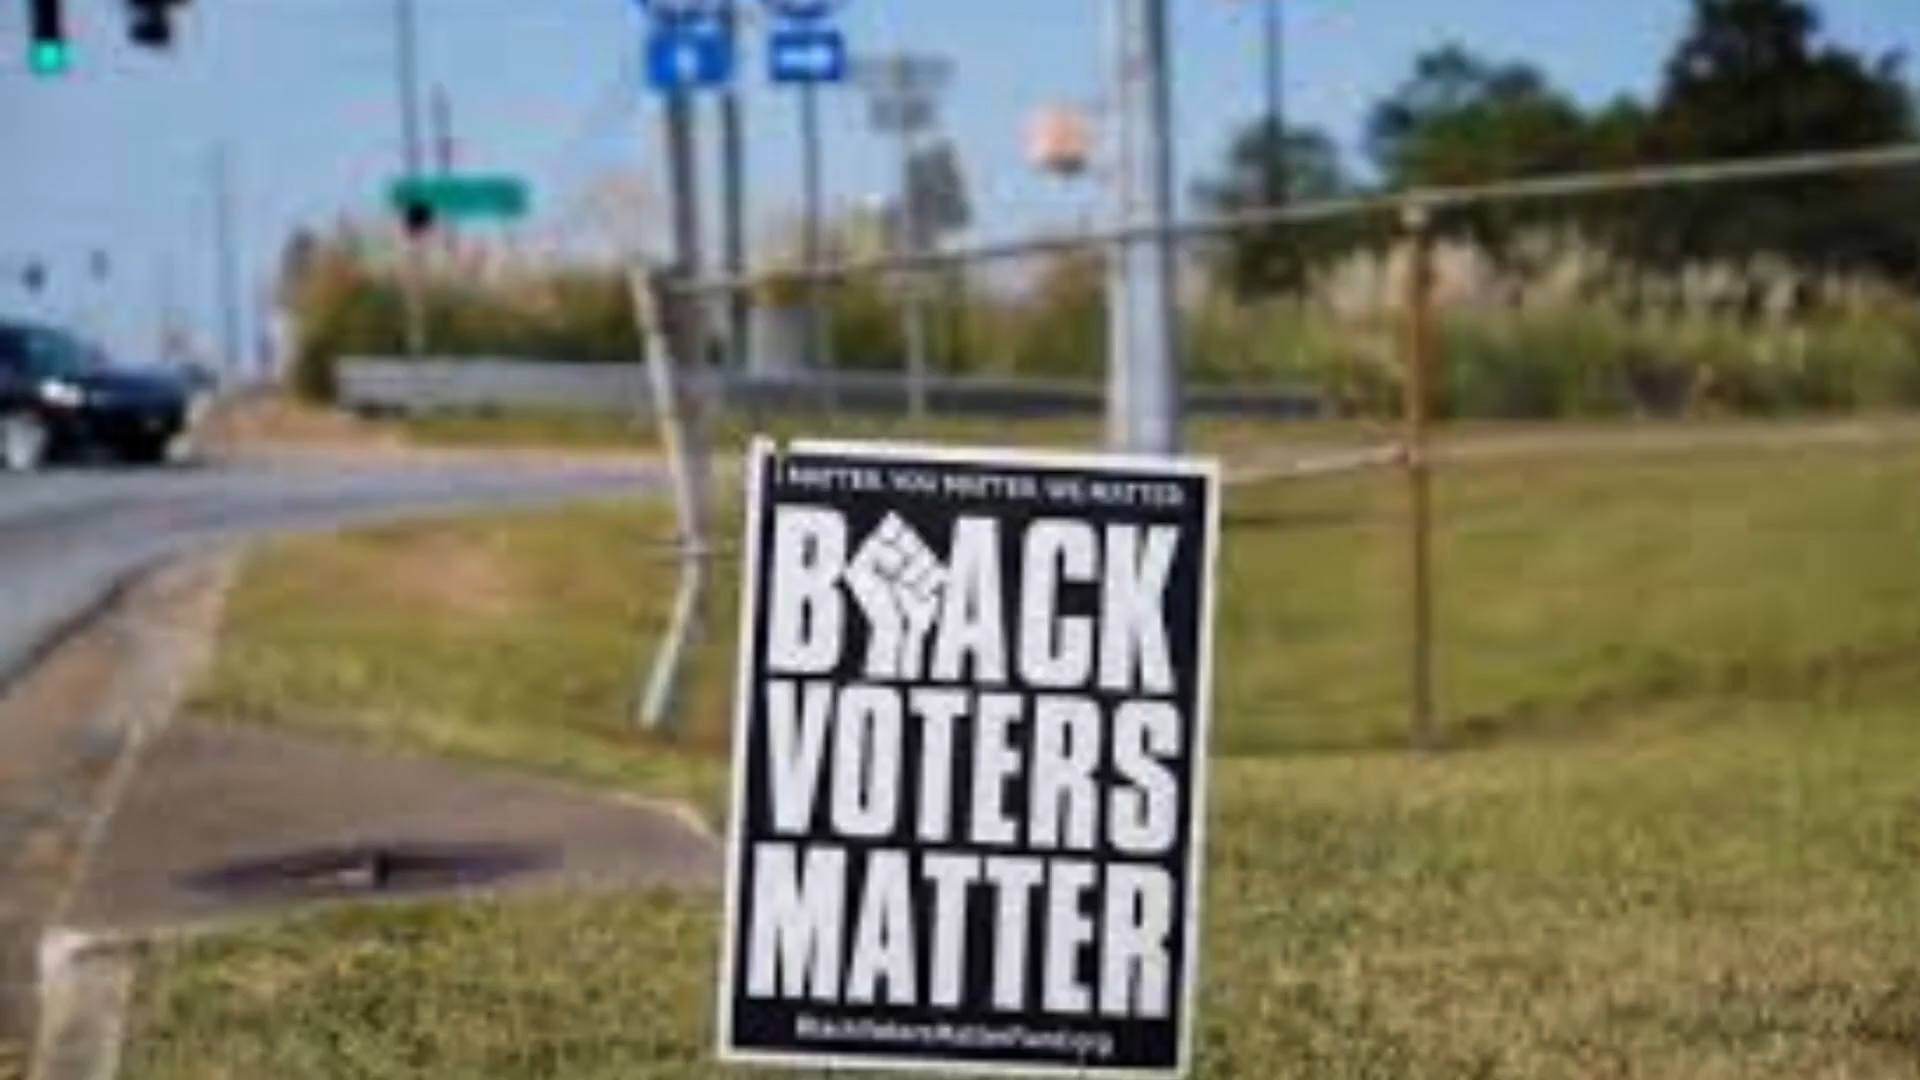 I MATTER. YOU MATTER. WE MATTER.
BLACK
VOTERS
MATTER
BlackVotersMatterFund.org